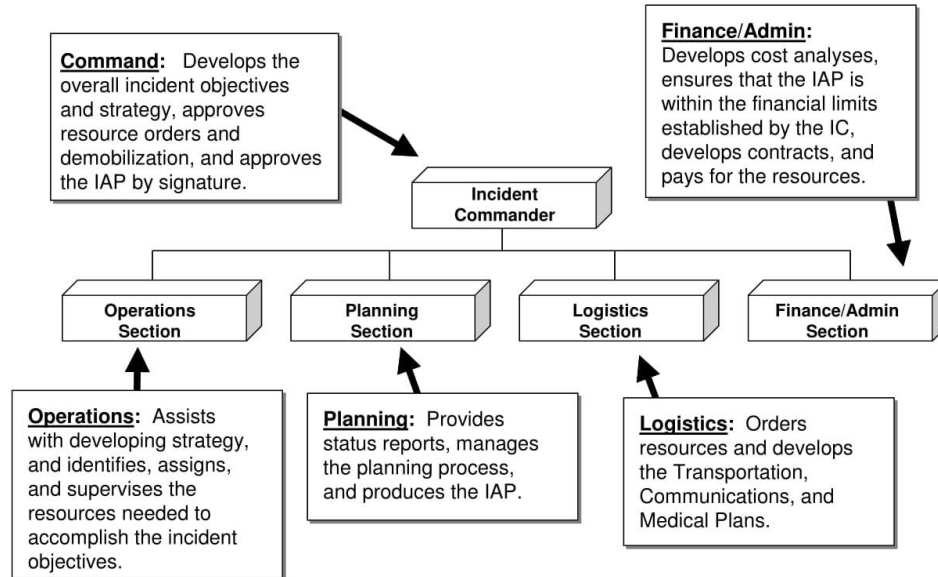 Command: Develops the
overall incident objectives
and strategy, approves
resource orders and
demobilization, and approves
the IAP by signature.
Finance/Admin:
Develops cost analyses,
ensures that the IAP is
within the financial limits
established by the IC,
develops contracts, and
pays for the resources.
Incident
Commander
Operations
Section
Planning
Section
Logistics
Section
Finance/Admin
Section
Operations: Assists
with developing strategy,
and identifies, assigns,
and supervises the
resources needed to
accomplish the incident
objectives.
Planning: Provides
status reports, manages
the planning process,
and produces the IAP.
Logistics: Orders
resources and develops
the Transportation,
Communications, and
Medical Plans.